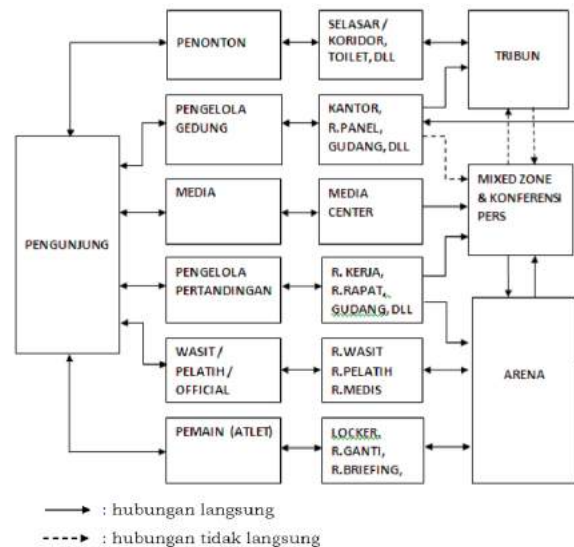 PENGUNJUNG
PENONTON
SELASAR /
KORIDOR,
TOILET, DLL
TRIBUN
PENGELOLA
GEDUNG
KANTOR,
R.PANEL,
GUDANG, DLL
MEDIA
MEDIA
CENTER
MIXED ZONE
& KONFERENSI
PERS
PENGELOLA
PERTANDINGAN
R. KERJA,
R.RAPAT,
GUDANG, DLL
WASIT /
PELATIH /
OFFICIAL
R.WASIT
R.PELATIH
R.MEDIS
ARENA
PEMAIN (ATLET)
LOCKER,
R.GANTI,
R.BRIEFING,
: hubungan langsung
: hubungan tidak langsung